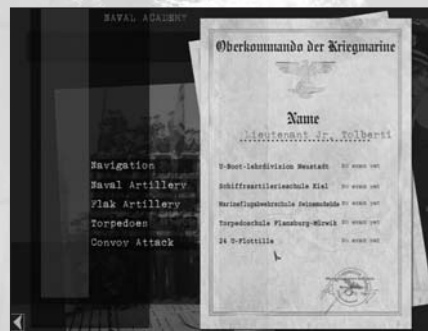 NAVAL ACADEMY
Oberkommando der Kriegmarine
Name
Lieutenant Jr. Tolberti
Navigation
U-Boot-lehrdivision Neustadt No exam yet
Naval Artillery
Schiffsartillerieschule Kiel No exam yet
Flak Artillery
Marineflugabwehrschule Swinemuheide No exam yet
Torpedoes
Torpedoschule Flensburg-Mürwik No exam yet
Convoy Attack
24 U-Flottille No exam yet